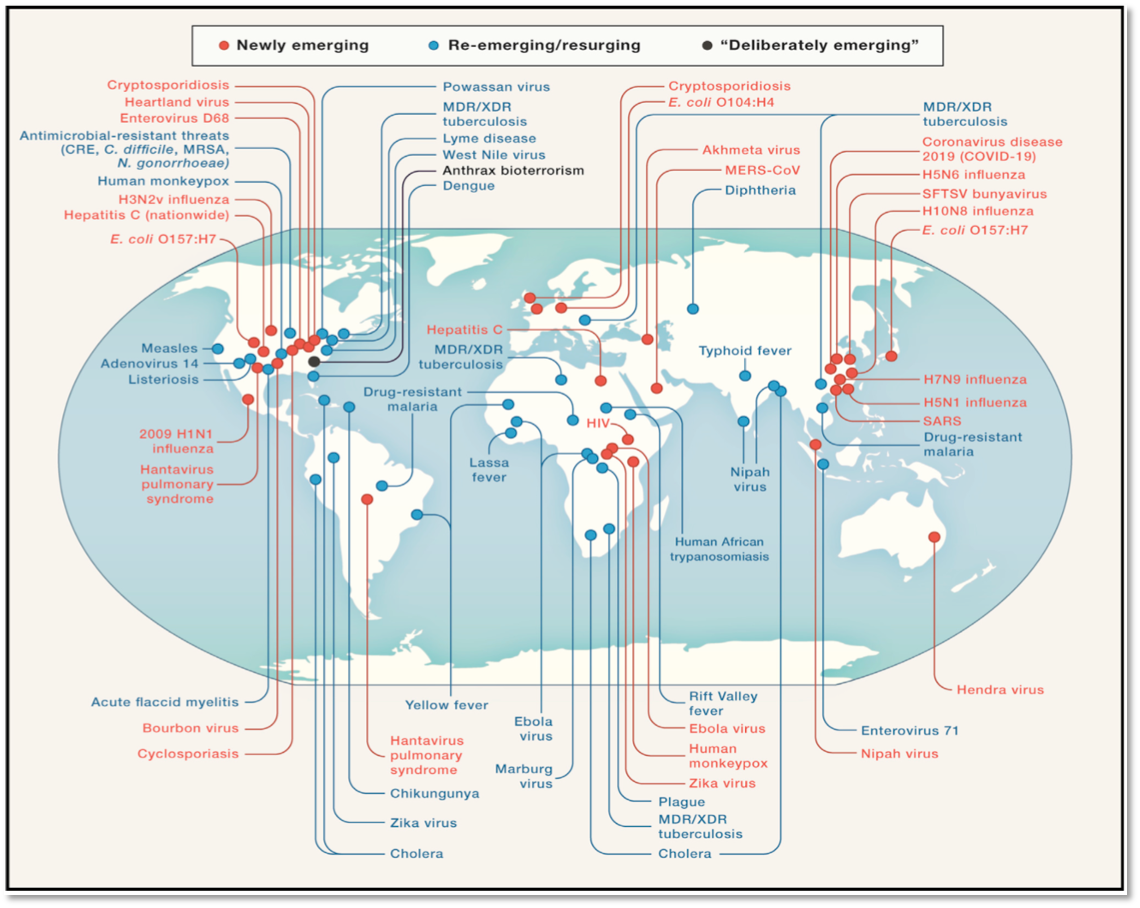 Newly emerging
Re-emerging/resurging
“Deliberately emerging”
Cryptosporidiosis
Heartland virus
Enterovirus D68
Antimicrobial-resistant threats
(CRE, C. difficile, MRSA,
N. gonorrhoeae)
Human monkeypox
H3N2v influenza
Hepatitis C (nationwide)
E. coli O157:H7
Powassan virus
MDR/XDR
tuberculosis
Lyme disease
West Nile virus
Anthrax bioterrorism
Dengue
Cryptosporidiosis
E. coli O104:H4
Akhmeta virus
MERS-CoV
Diphtheria
MDR/XDR
tuberculosis
Coronavirus disease
2019 (COVID-19)
H5N6 influenza
SFTSV bunyavirus
H10N8 influenza
E. coli O157:H7
Measles
Adenovirus 14
Listeriosis
2009 H1N1
influenza
Hantavirus
pulmonary
syndrome
Hepatitis C
MDR/XDR
tuberculosis
Drug-resistant
malaria
Lassa
fever
HIV
Typhoid fever
Nipah
virus
Human African
trypanosomiasis
H7N9 influenza
H5N1 influenza
SARS
Drug-resistant
malaria
Acute flaccid myelitis
Bourbon virus
Cyclosporiasis
Hantavirus
pulmonary
syndrome
Chikungunya
Zika virus
Cholera
Yellow fever
Ebola
virus
Marburg
virus
Rift Valley
fever
Ebola virus
Human
monkeypox
Zika virus
Plague
MDR/XDR
tuberculosis
Cholera
Hendra virus
Enterovirus 71
Nipah virus